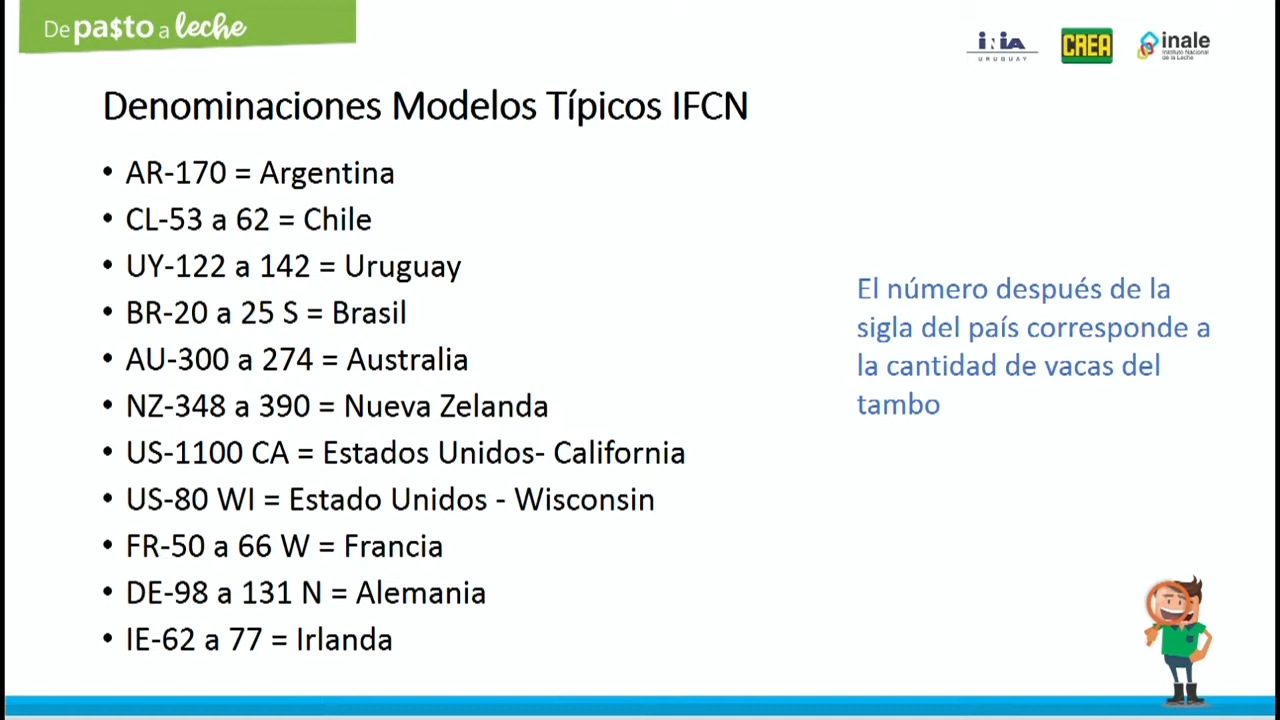 De pa$to a leche
INIA
URUGUAY
CREA
inale
Instituto Nacional
de la Leche
Denominaciones Modelos Típicos IFCN
• AR-170 = Argentina
• CL-53 a 62 = Chile
• UY-122 a 142 = Uruguay
• BR-20 a 25 S = Brasil
• AU-300 a 274 = Australia
• NZ-348 a 390 = Nueva Zelanda
• US-1100 CA = Estados Unidos- California
• US-80 WI = Estado Unidos - Wisconsin
• FR-50 a 66 W = Francia
• DE-98 a 131 N = Alemania
• IE-62 a 77 = Irlanda
El número después de la
sigla del país corresponde a
la cantidad de vacas del
tambo